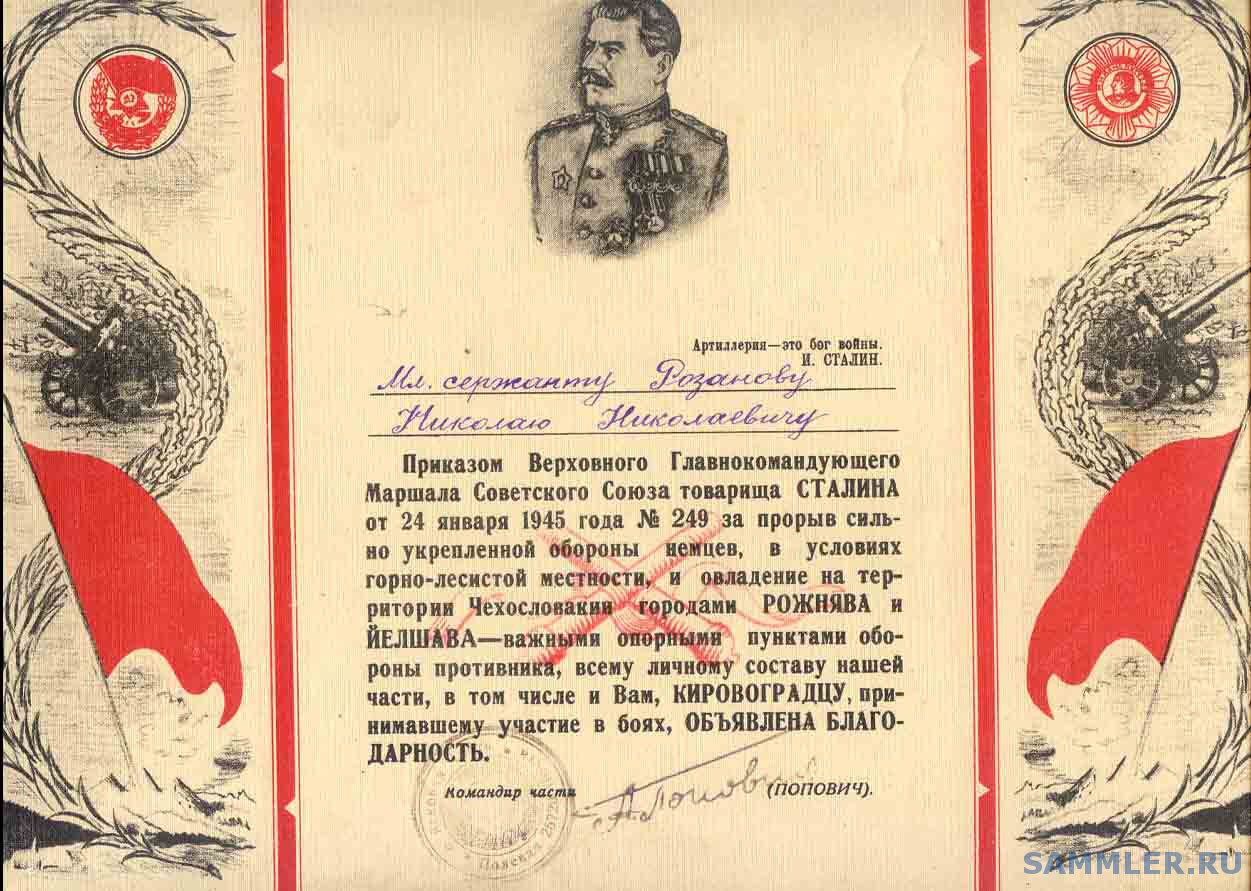 Артиллерия—это бог войны.
И. СТАЛИН.
Мл. сержанту Розанову
Николаю Николаевичу
Приказом Верховного Главнокомандующего
Маршала Советского Союза товарища СТАЛИНА
от 24 января 1945 года № 249 за прорыв силь-
но укрепленной обороны немцев, в условиях
горно-лесистой местности, и овладение на тер-
ритории Чехословакии городами РОЖНЯВА и
ЙЕЛШАВА—важными опорными пунктами обо-
роны противника, всему личному составу нашей
части, в том числе и Вам, КИРОВОГРАДЦУ, при-
нимавшему участие в боях, ОБЪЯВЛЕНА БЛАГО-
ДАРНОСТЬ.
Командир части Попович (ПОПОВИЧ).
Полевая
SAMMLER.RU